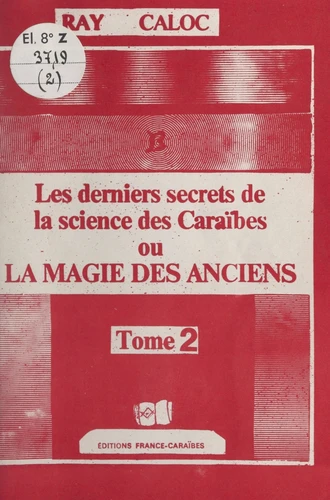 RAY CALOC
El. 8° Z
3719
(2)
B
Les derniers secrets de
la science des Caraïbes
ou
LA MAGIE DES ANCIENS
Tome 2
ÉDITIONS FRANCE-CARAÏBES